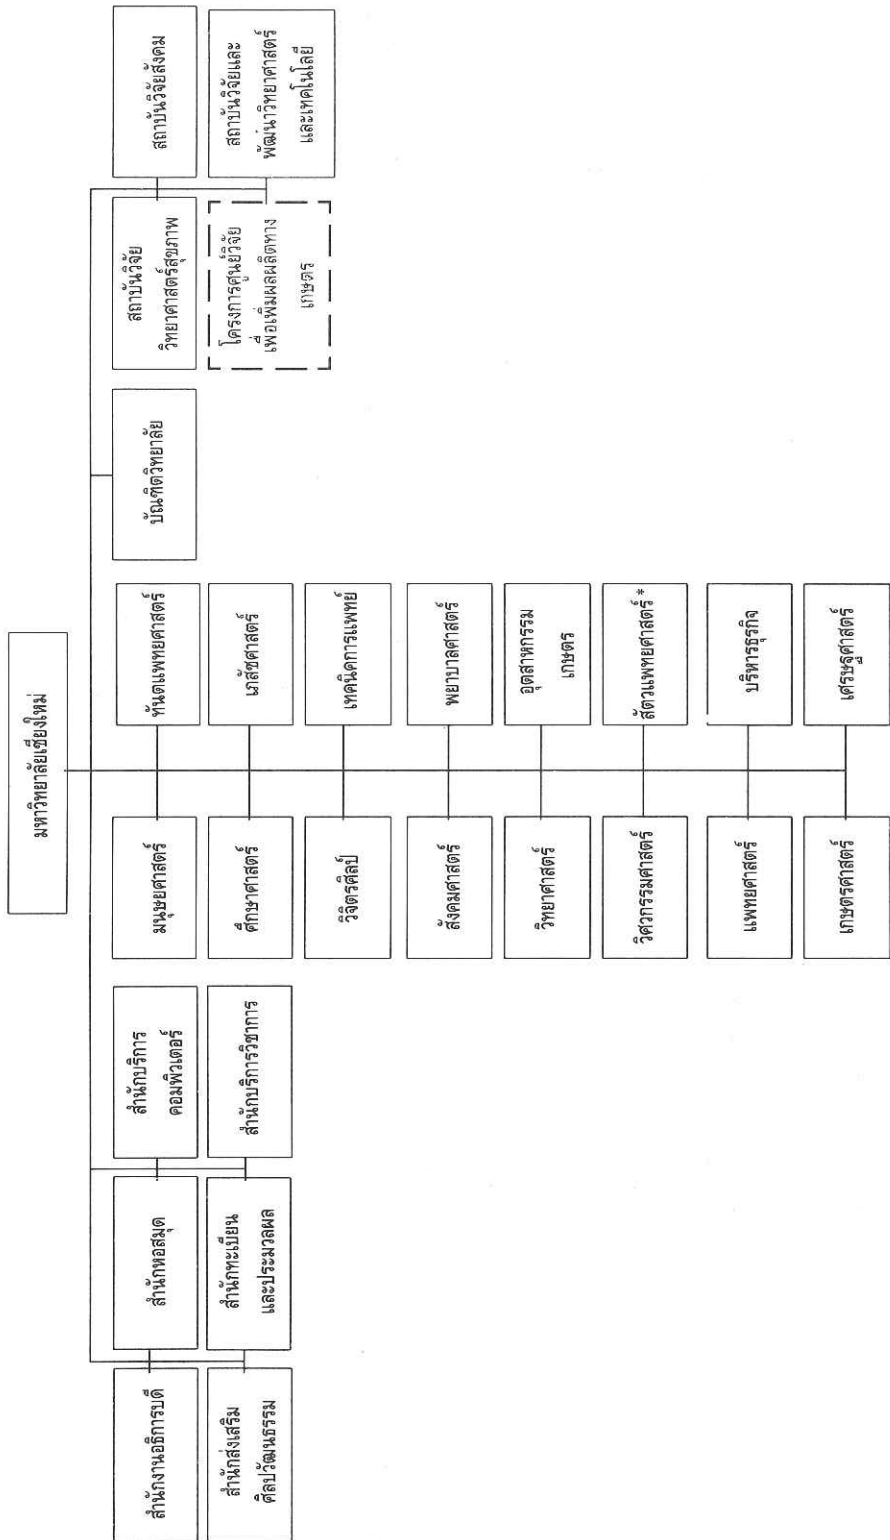 มหาวิทยาลัยเชียงใหม่
สำนักงานอธิการบดี
สำนักหอสมุด
สำนักบริการ
คอมพิวเตอร์
มนุษยศาสตร์
ทันตแพทยศาสตร์
บัณฑิตวิทยาลัย
สถาบันวิจัย
วิทยาศาสตร์สุขภาพ
สถาบันวิจัยสังคม
สำนักส่งเสริม
ศิลปวัฒนธรรม
สำนักทะเบียน
และประมวลผล
สำนักบริการวิชาการ
ศึกษาศาสตร์
เภสัชศาสตร์
โครงการศูนย์วิจัย
เพื่อเพิ่มผลผลิตทาง
เกษตร
สถาบันวิจัยและ
พัฒนาวิทยาศาสตร์
และเทคโนโลยี
วิจิตรศิลป์
เทคนิคการแพทย์
สังคมศาสตร์
พยาบาลศาสตร์
วิทยาศาสตร์
อุตสาหกรรม
เกษตร
วิศวกรรมศาสตร์
สัตวแพทยศาสตร์ *
แพทยศาสตร์
บริหารธุรกิจ
เกษตรศาสตร์
เศรษฐศาสตร์